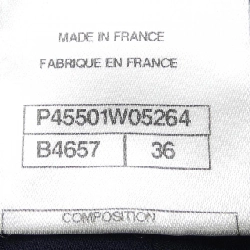 MADE IN FRANCE
FABRIQUE EN FRANCE
P45501W05264
B4657 36
COMPOSITION